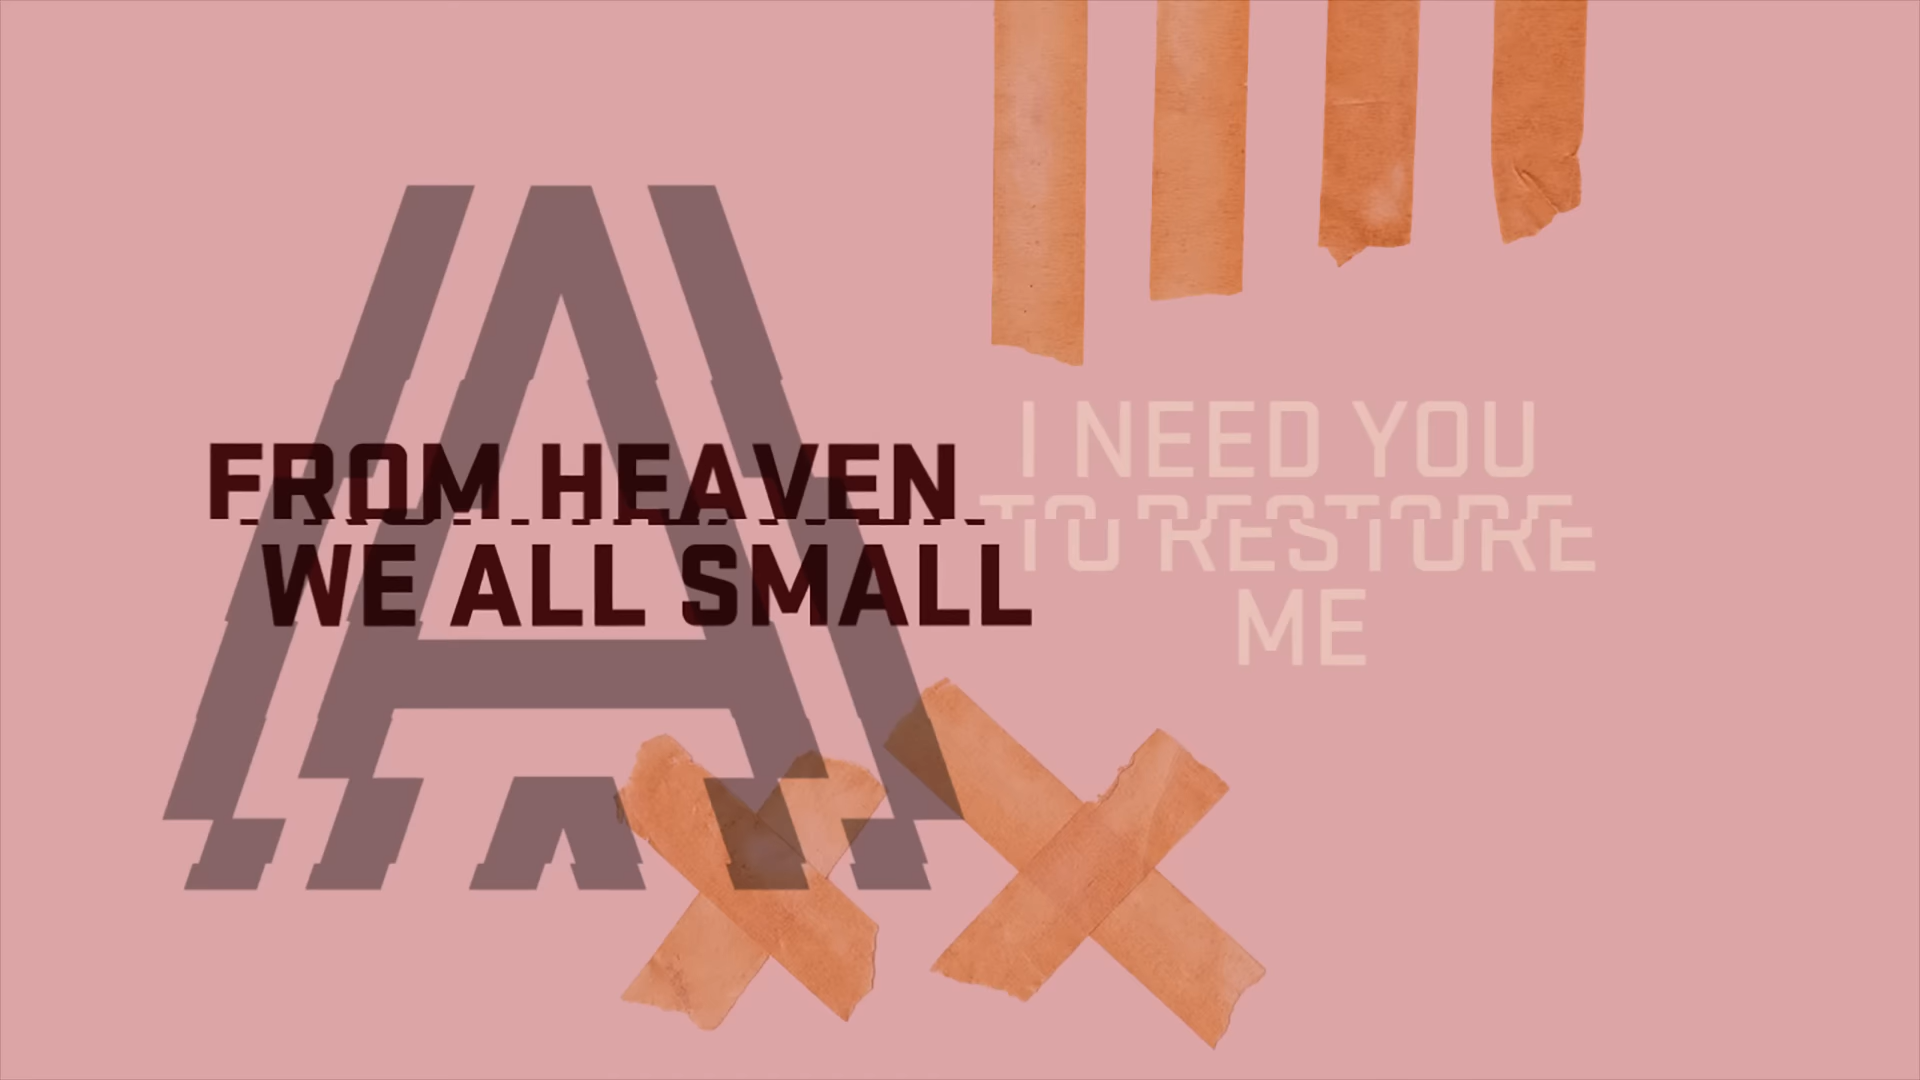 A
FROM HEAVEN
WE ALL SMALL
I NEED YOU
TO RESTORE
ME